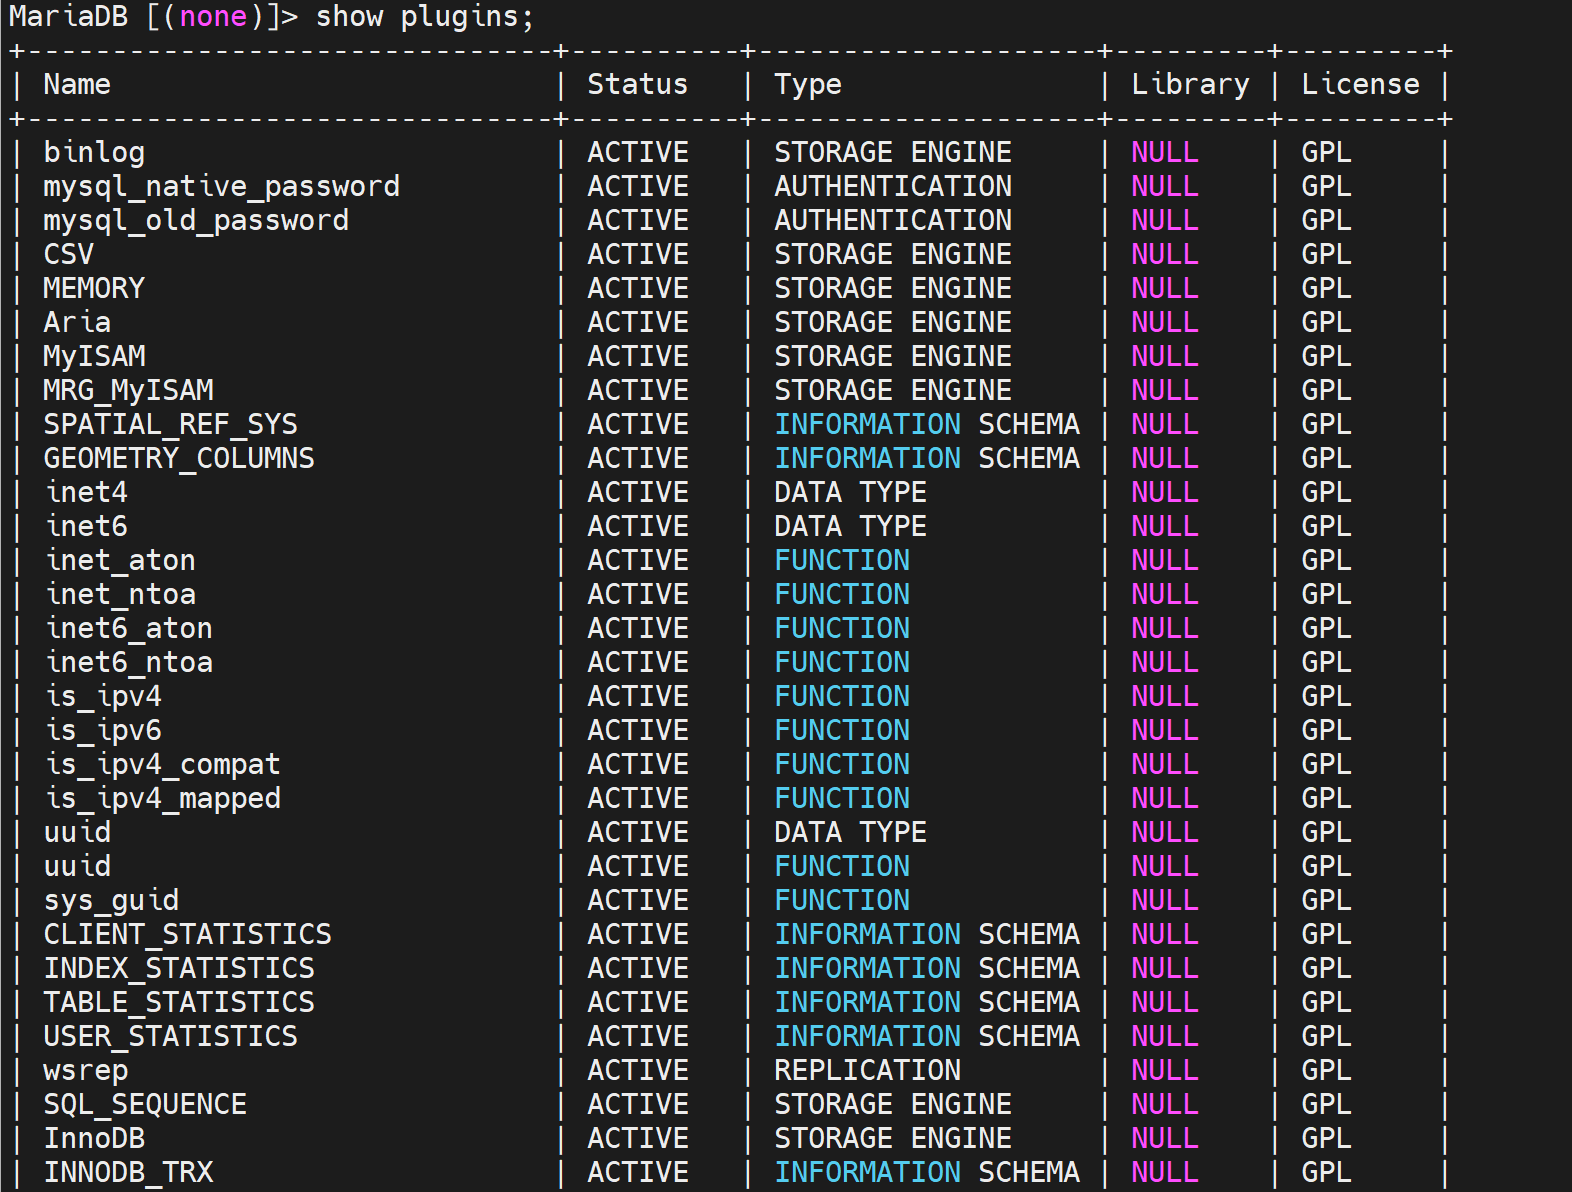 MariaDB [(none)]> show plugins;
+-------------------------------+----------+--------------------+---------+---------+
| Name                          | Status   | Type               | Library | License |
+-------------------------------+----------+--------------------+---------+---------+
| binlog                        | ACTIVE   | STORAGE ENGINE     | NULL    | GPL     |
| mysql_native_password         | ACTIVE   | AUTHENTICATION     | NULL    | GPL     |
| mysql_old_password            | ACTIVE   | AUTHENTICATION     | NULL    | GPL     |
| CSV                           | ACTIVE   | STORAGE ENGINE     | NULL    | GPL     |
| MEMORY                        | ACTIVE   | STORAGE ENGINE     | NULL    | GPL     |
| Aria                          | ACTIVE   | STORAGE ENGINE     | NULL    | GPL     |
| MyISAM                        | ACTIVE   | STORAGE ENGINE     | NULL    | GPL     |
| MRG_MyISAM                    | ACTIVE   | STORAGE ENGINE     | NULL    | GPL     |
| SPATIAL_REF_SYS               | ACTIVE   | INFORMATION SCHEMA | NULL    | GPL     |
| GEOMETRY_COLUMNS              | ACTIVE   | INFORMATION SCHEMA | NULL    | GPL     |
| inet4                         | ACTIVE   | DATA TYPE          | NULL    | GPL     |
| inet6                         | ACTIVE   | DATA TYPE          | NULL    | GPL     |
| inet_aton                     | ACTIVE   | FUNCTION           | NULL    | GPL     |
| inet_ntoa                     | ACTIVE   | FUNCTION           | NULL    | GPL     |
| inet6_aton                    | ACTIVE   | FUNCTION           | NULL    | GPL     |
| inet6_ntoa                    | ACTIVE   | FUNCTION           | NULL    | GPL     |
| is_ipv4                       | ACTIVE   | FUNCTION           | NULL    | GPL     |
| is_ipv6                       | ACTIVE   | FUNCTION           | NULL    | GPL     |
| is_ipv4_compat                | ACTIVE   | FUNCTION           | NULL    | GPL     |
| is_ipv4_mapped                | ACTIVE   | FUNCTION           | NULL    | GPL     |
| uuid                          | ACTIVE   | DATA TYPE          | NULL    | GPL     |
| uuid                          | ACTIVE   | FUNCTION           | NULL    | GPL     |
| sys_guid                      | ACTIVE   | FUNCTION           | NULL    | GPL     |
| CLIENT_STATISTICS             | ACTIVE   | INFORMATION SCHEMA | NULL    | GPL     |
| INDEX_STATISTICS              | ACTIVE   | INFORMATION SCHEMA | NULL    | GPL     |
| TABLE_STATISTICS              | ACTIVE   | INFORMATION SCHEMA | NULL    | GPL     |
| USER_STATISTICS               | ACTIVE   | INFORMATION SCHEMA | NULL    | GPL     |
| wsrep                         | ACTIVE   | REPLICATION        | NULL    | GPL     |
| SQL_SEQUENCE                  | ACTIVE   | STORAGE ENGINE     | NULL    | GPL     |
| InnoDB                        | ACTIVE   | STORAGE ENGINE     | NULL    | GPL     |
| INNODB_TRX                    | ACTIVE   | INFORMATION SCHEMA | NULL    | GPL     |